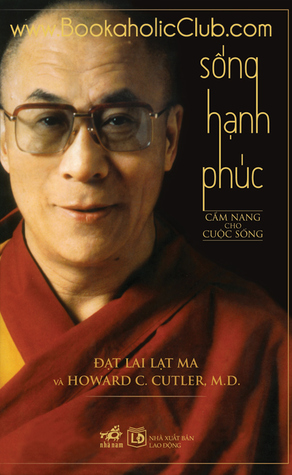 www.BookaholicClub.com
sống
hạnh
phúc
CẨM NANG
CHO
CUỘC SỐNG
ĐẠT LAI LẠT MA
VÀ HOWARD C. CUTLER, M.D.
nhã nam
LĐ
NHÀ XUẤT BẢN
LAO ĐỘNG